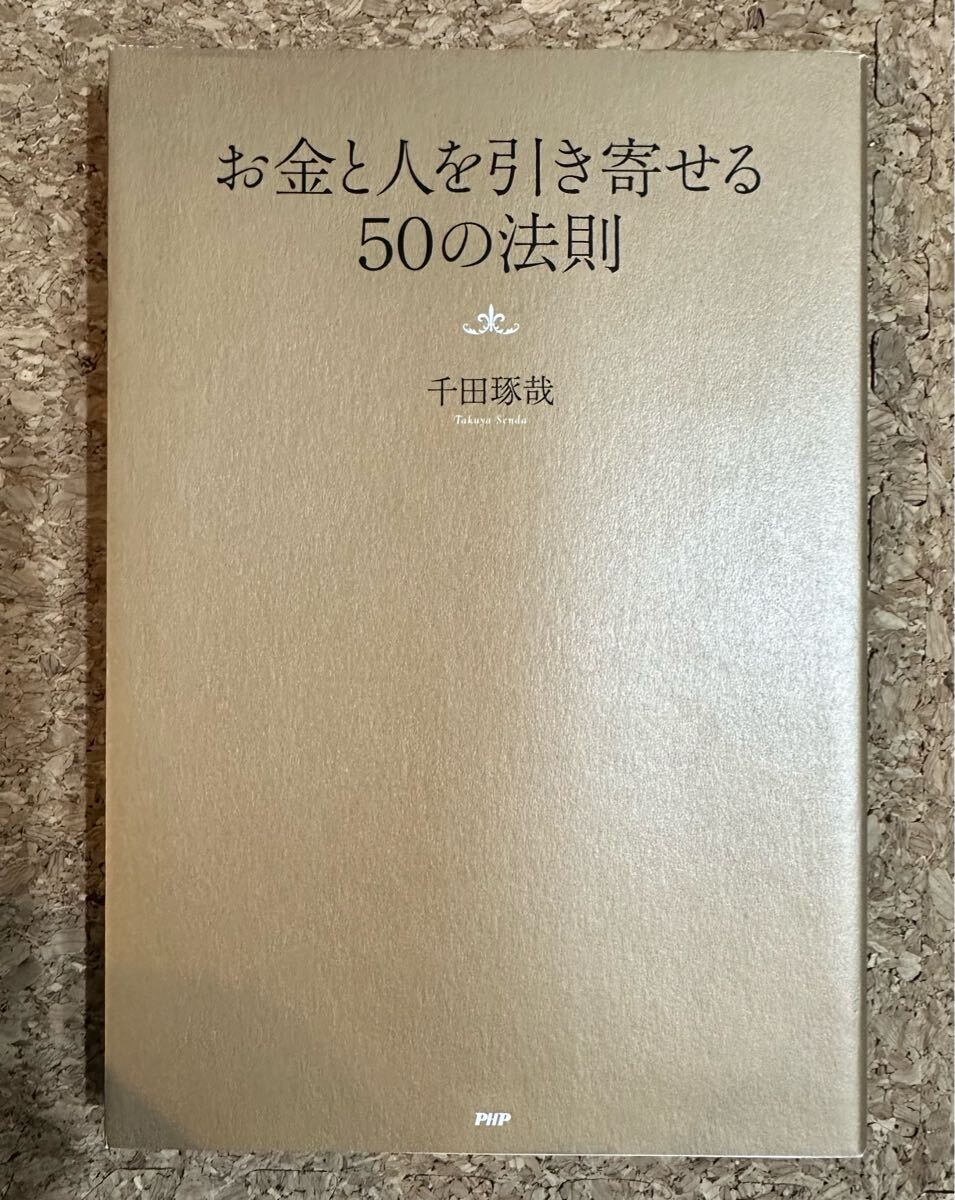 お金と人を引き寄せる
50の法則
千田琢哉
Takuya Senda
PHP